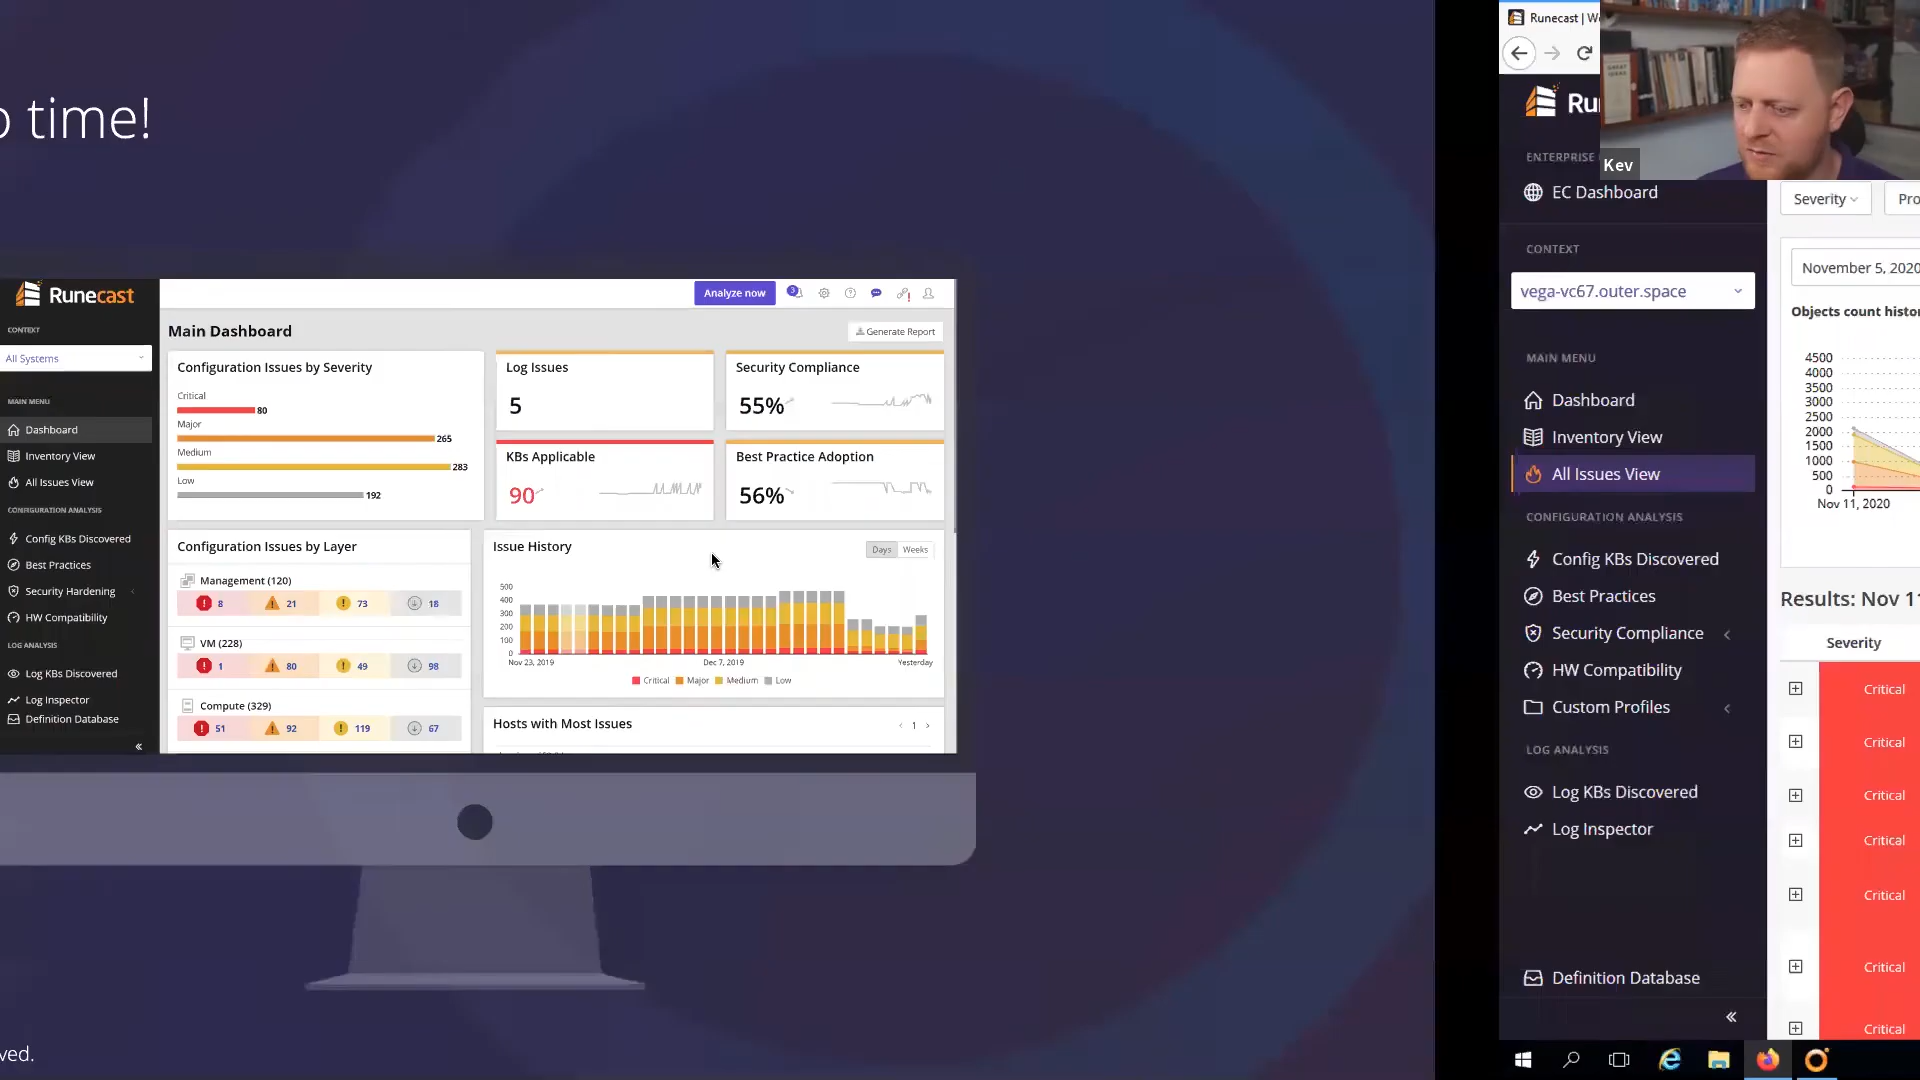 o time!
Runecast
CONTEXT
All Systems
MAIN MENU
Dashboard
Inventory View
All Issues View
CONFIGURATION ANALYSIS
Config KBs Discovered
Best Practices
Security Hardening
HW Compatibility
LOG ANALYSIS
Log KBs Discovered
Log Inspector
Definition Database
Analyze now
3
Main Dashboard
Generate Report
Configuration Issues by Severity
Critical
80
Major
265
Medium
283
Low
192
Log Issues
5
Security Compliance
55%
KBs Applicable
90
Best Practice Adoption
56%
Configuration Issues by Layer
Management (120)
8 21 73 18
VM (228)
1 80 49 98
Compute (329)
51 92 119 67
Issue History
Days Weeks
500
400
300
200
100
0
Nov 23, 2019 Dec 7, 2019 Yesterday
Critical Major Medium Low
Hosts with Most Issues
1
ved.
Runecast | W
Ru
Kev
ENTERPRISE
EC Dashboard
CONTEXT
vega-vc67.outer.space
MAIN MENU
Dashboard
Inventory View
All Issues View
CONFIGURATION ANALYSIS
Config KBs Discovered
Best Practices
Security Compliance
HW Compatibility
Custom Profiles
LOG ANALYSIS
Log KBs Discovered
Log Inspector
Definition Database
Severity
Pro
November 5, 2020
Objects count histo
4500
4000
3500
3000
2500
2000
1500
1000
500
0
Nov 11, 2020
Results: Nov 11
Severity
Critical
Critical
Critical
Critical
Critical
Critical
Critical